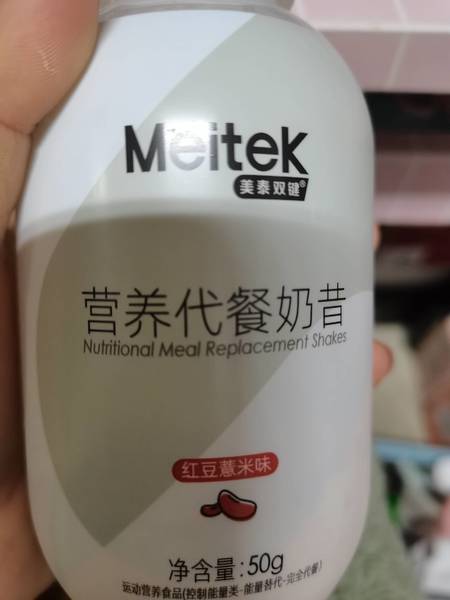 Meitek
美泰双键®
营养代餐奶昔
Nutritional Meal Replacement Shakes
红豆薏米味
净含量:50g
运动营养食品(控制能量类-能量替代-完全代餐)